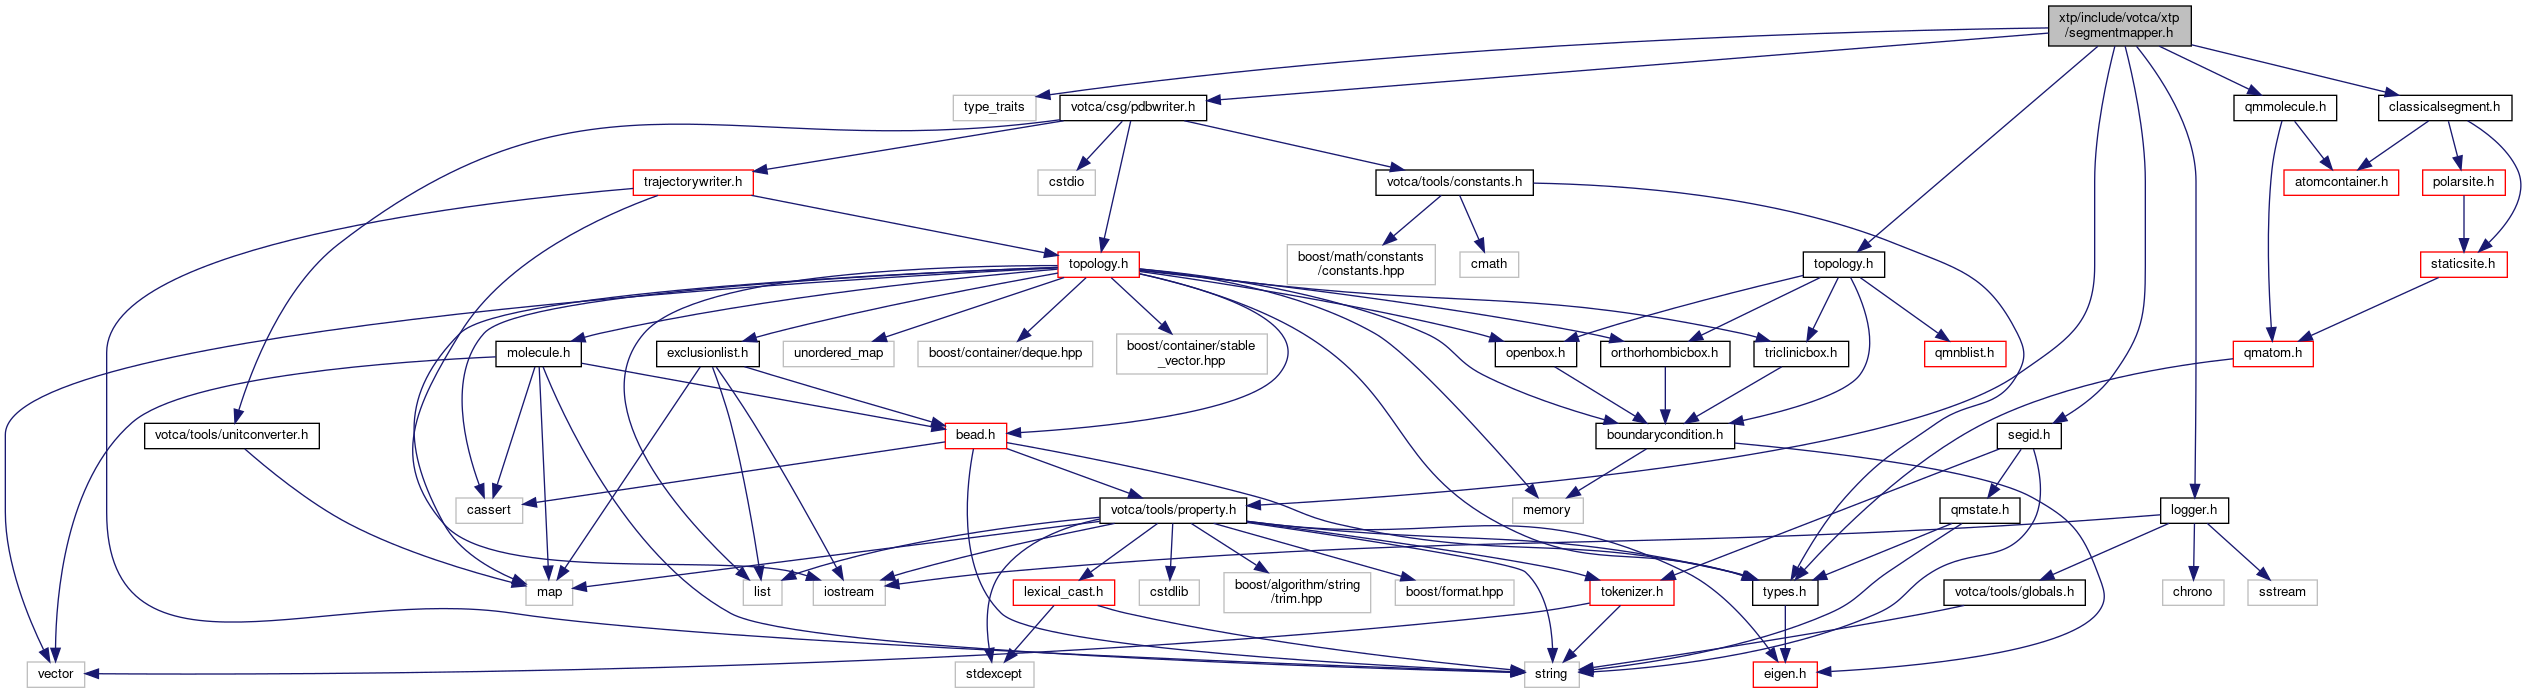 xtp/include/votca/xtp
/segmentmapper.h
type_traits
votca/csg/pdbwriter.h
qmmolecule.h
classicalsegment.h
trajectorywriter.h
cstdio
votca/tools/constants.h
atomcontainer.h
polarsite.h
topology.h
boost/math/constants
/constants.hpp
cmath
topology.h
staticsite.h
molecule.h
exclusionlist.h
unordered_map
boost/container/deque.hpp
boost/container/stable
_vector.hpp
openbox.h
orthorhombicbox.h
triclinicbox.h
qmnblist.h
qmatom.h
votca/tools/unitconverter.h
bead.h
boundarycondition.h
segid.h
cassert
votca/tools/property.h
memory
qmstate.h
logger.h
map
list
iostream
lexical_cast.h
cstdlib
boost/algorithm/string
/trim.hpp
boost/format.hpp
tokenizer.h
types.h
votca/tools/globals.h
chrono
sstream
vector
stdexcept
string
eigen.h